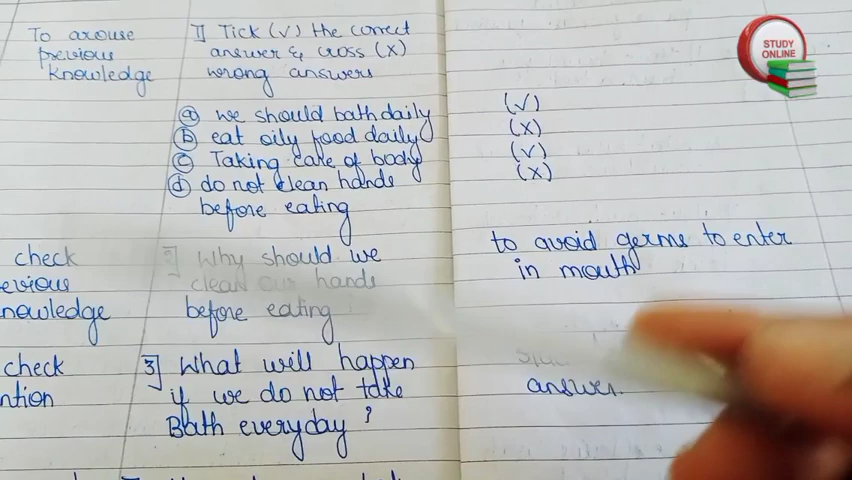 To arouse
previous
knowledge
1] Tick (√) the correct
answer & cross (X)
wrong answers
STUDY
ONLINE
ⓐ we should bath daily (√)
ⓑ eat oily food daily (X)
ⓒ Taking care of body (√)
ⓓ do not clean hands (X)
before eating
check
evious
nowledge
2] Why should we
clean our hands
before eating
to avoid germs to enter
in mouth
check
ntion
3] What will happen
if we do not take
Bath everyday ?
answer.